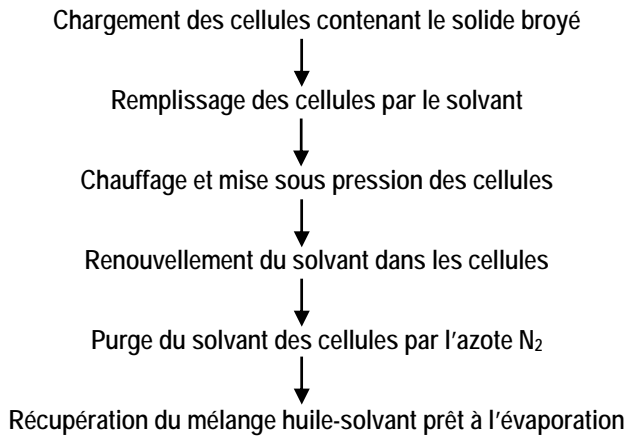 Chargement des cellules contenant le solide broyé
Remplissage des cellules par le solvant
Chauffage et mise sous pression des cellules
Renouvellement du solvant dans les cellules
Purge du solvant des cellules par l'azote N₂
Récupération du mélange huile-solvant prêt à l'évaporation